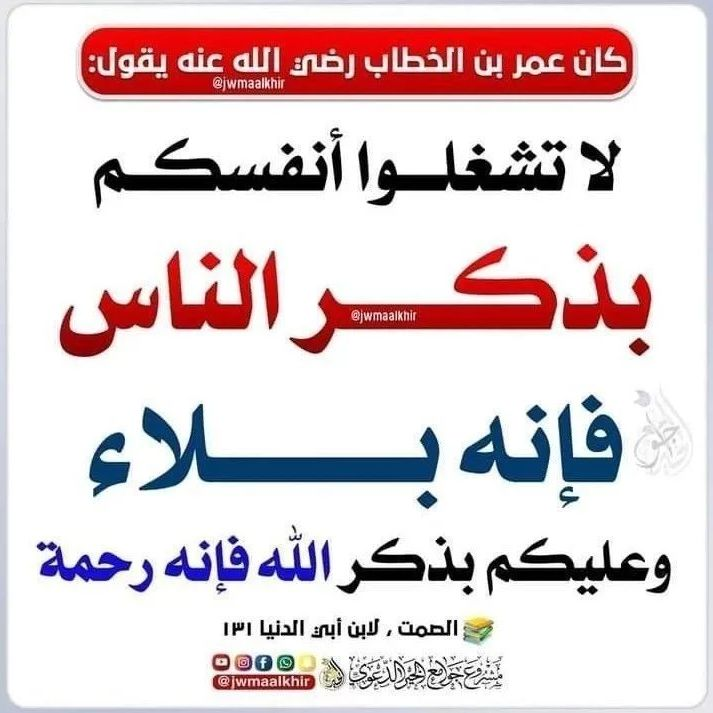 كان عمر بن الخطاب رضي الله عنه يقول:
@jwmaalkhir
لا تشغلوا أنفسكم
بذكر الناس
@jwmaalkhir
فإنه بلاء
وعليكم بذكر الله فإنه رحمة
الصمت ، لابن أبي الدنيا ١٣١
مشروع جوامع الخير الدعوي
@jwmaalkhir